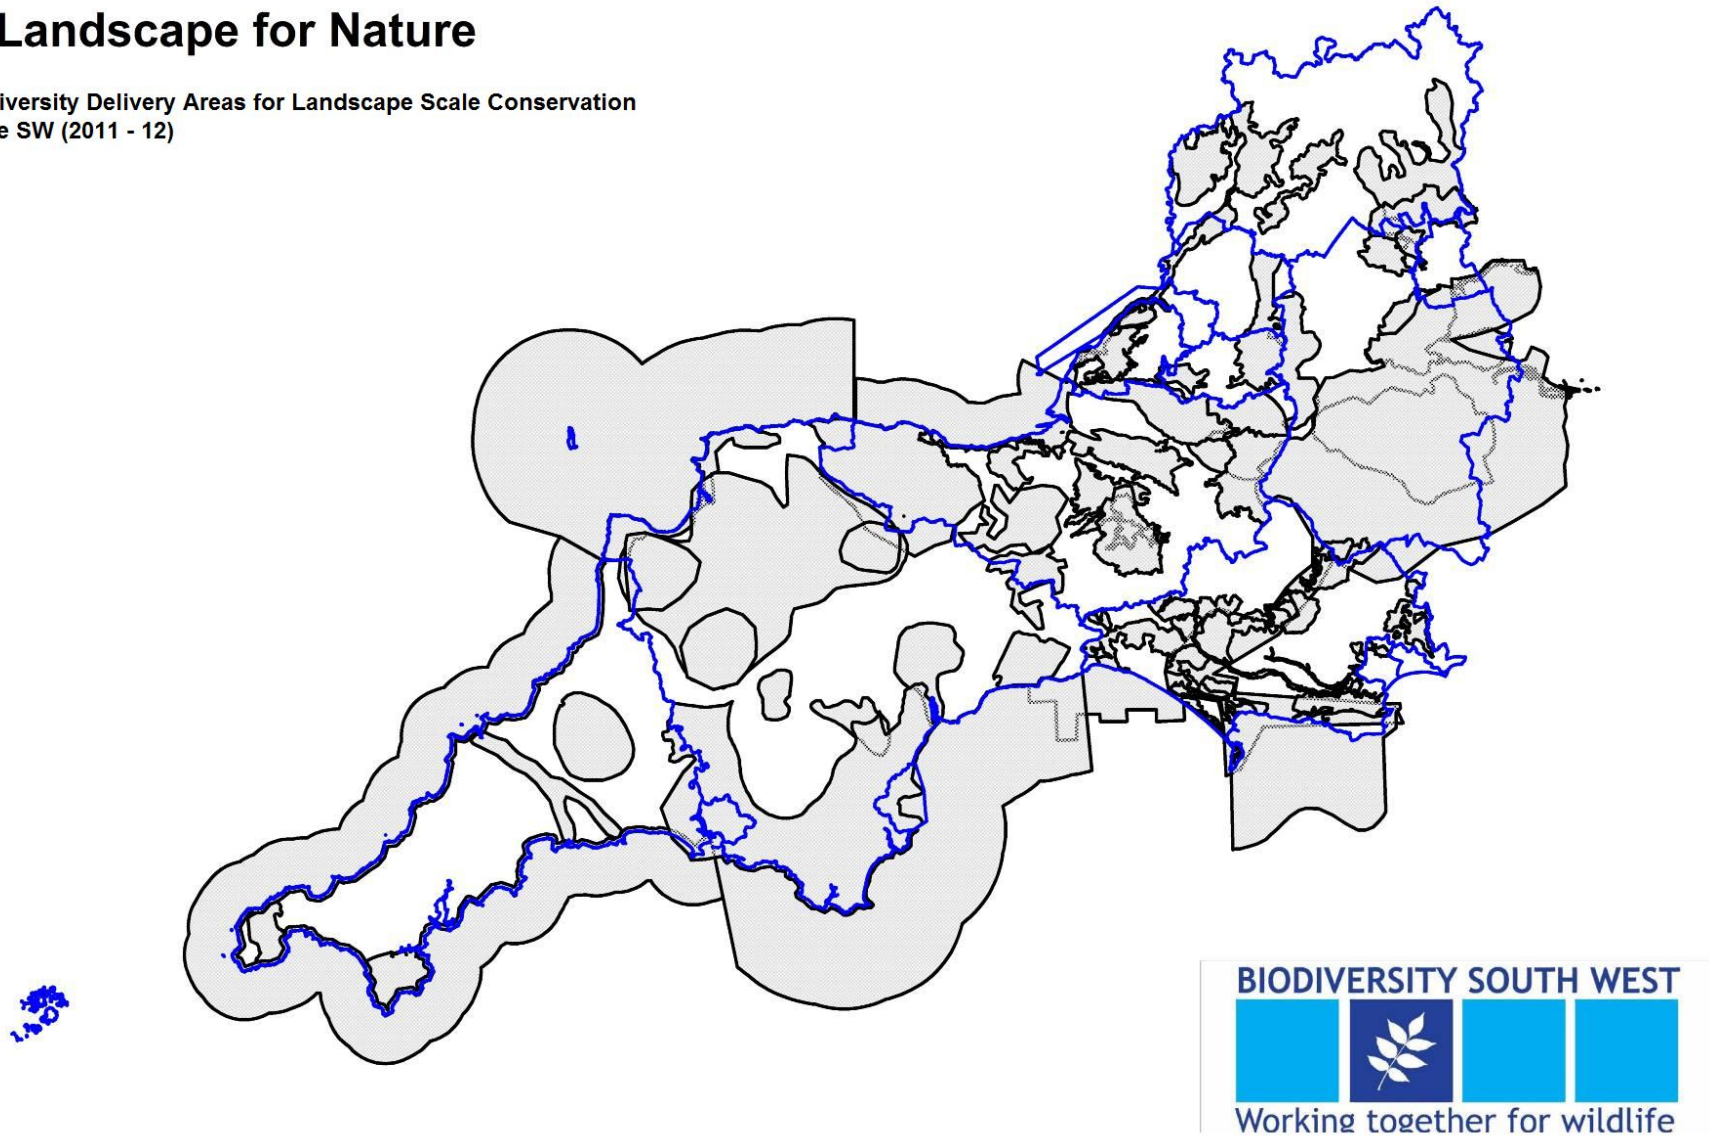 Landscape for Nature
iversity Delivery Areas for Landscape Scale Conservation
e SW (2011 - 12)
BIODIVERSITY SOUTH WEST
Working together for wildlife